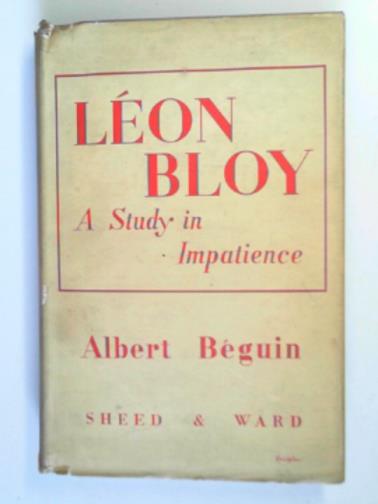 LÉON
BLOY
A Study in
Impatience
Albert Béguin
SHEED & WARD